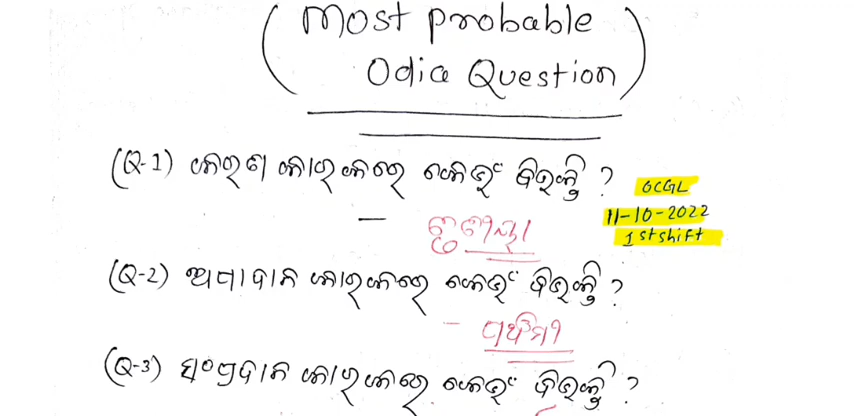 (Most Probable
Odia Question)
(Q-1) କରଣ କାରକରେ କେଉଁ ବିଭକ୍ତି ?
OCGL
11-10-2022
1st shift
— ତୃତୀୟା
(Q-2) ଅପାଦାନ କାରକରେ କେଉଁ ବିଭକ୍ତି ?
– ପଞ୍ଚମୀ
(Q-3) ସଂପ୍ରଦାନ କାରକରେ କେଉଁ ବିଭକ୍ତି ?